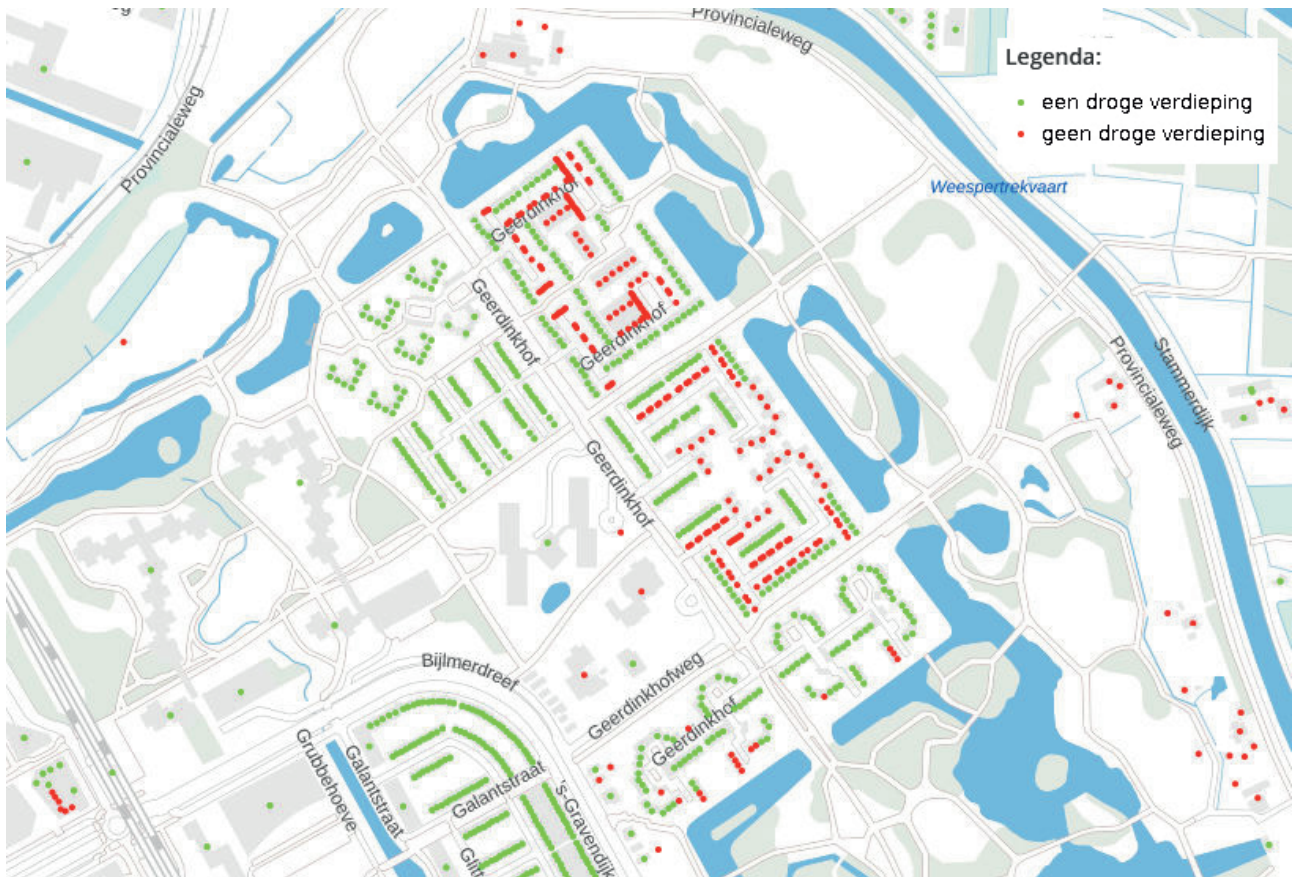 Provincialeweg
Legenda:
een droge verdieping
geen droge verdieping
Provincialeweg
Weespertrekvaart
Geerdinkhof
Geerdinkhof
Geerdinkhof
Provincialeweg
Stammerdijk
Geerdinkhof
Bijlmerdreef
Geerdinkhofweg
Geerdinkhof
Grubbehoeve
Galantstraat
Galantstraat
's-Gravendijk